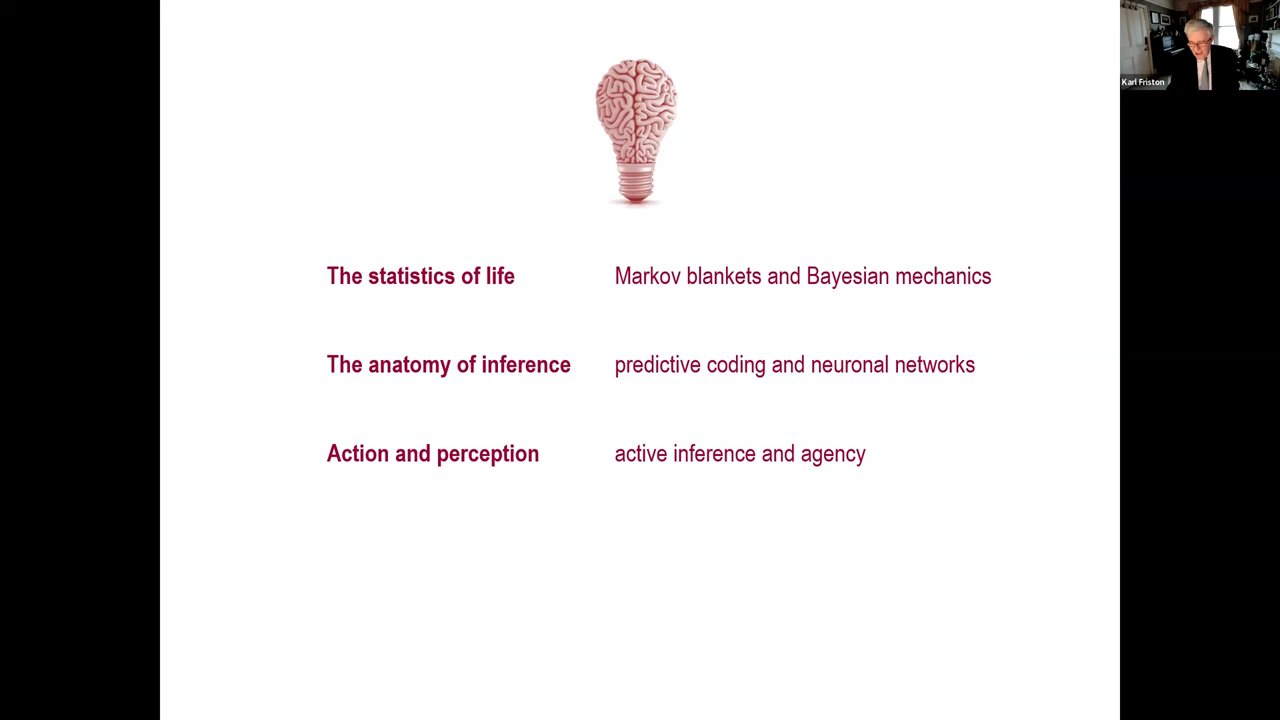 Karl Friston
The statistics of life Markov blankets and Bayesian mechanics
The anatomy of inference predictive coding and neuronal networks
Action and perception active inference and agency